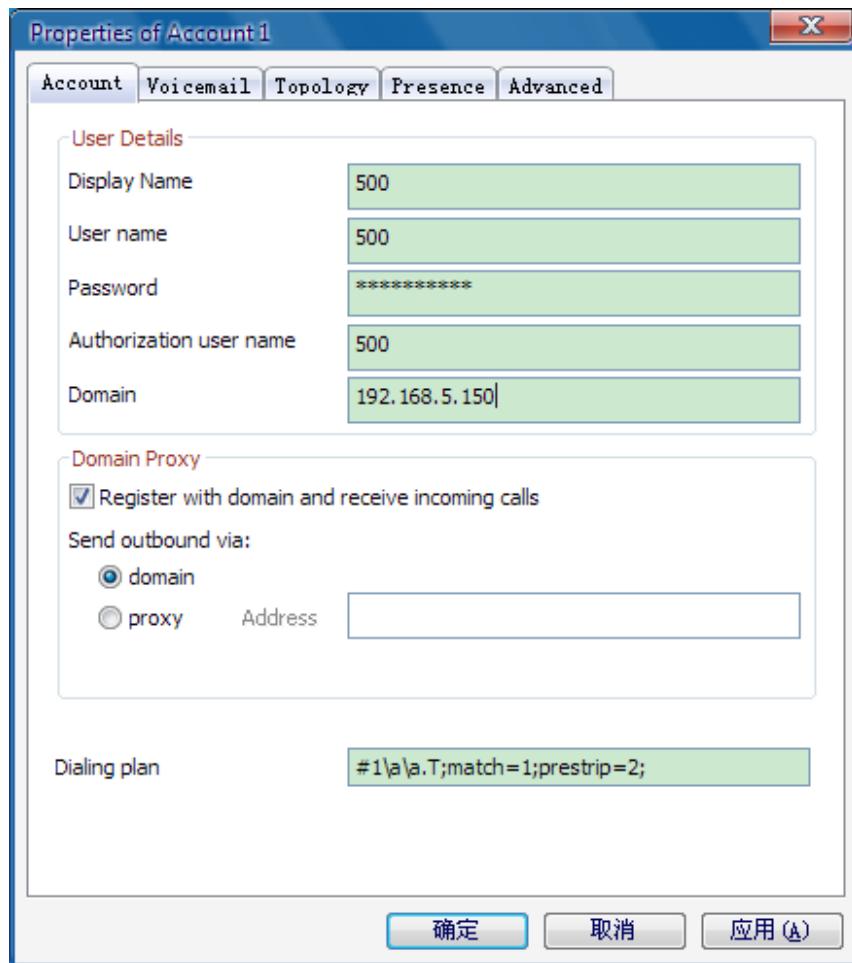 Properties of Account 1
Account Voicemail Topology Presence Advanced
User Details
Display Name 500
User name 500
Password **********
Authorization user name 500
Domain 192.168.5.150
Domain Proxy
Register with domain and receive incoming calls
Send outbound via:
domain
proxy Address
Dialing plan #1\a\a.T;match=1;prestrip=2;
确定 取消 应用(A)